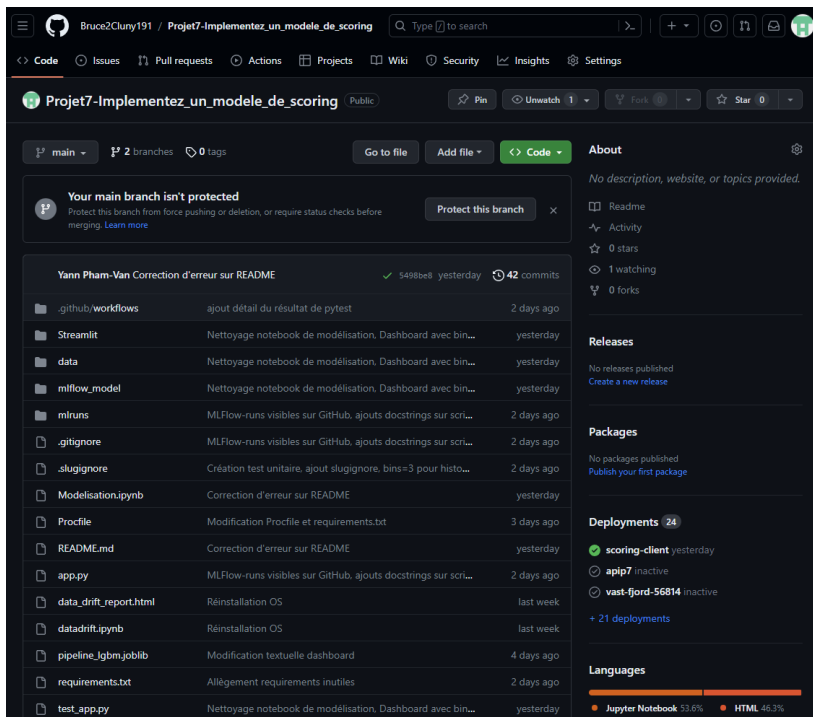 Bruce2Cluny191 / Projet7-Implementez_un_modele_de_scoring Type / to search
Code Issues Pull requests Actions Projects Wiki Security Insights Settings
Projet7-Implementez_un_modele_de_scoring Public Pin Unwatch 1 Fork 0 Star 0
main 2 branches 0 tags Go to file Add file Code
Your main branch isn't protected
Protect this branch from force pushing or deletion, or require status checks before
merging. Learn more
Protect this branch
Yann Pham-Van Correction d'erreur sur README 5498be8 yesterday 42 commits
.github/workflows ajout détail du résultat de pytest 2 days ago
Streamlit Nettoyage notebook de modélisation, Dashboard avec bin... yesterday
data Nettoyage notebook de modélisation, Dashboard avec bin... yesterday
mlflow_model Nettoyage notebook de modélisation, Dashboard avec bin... yesterday
mlruns MLFlow-runs visibles sur GitHub, ajouts docstrings sur scri... 2 days ago
.gitignore MLFlow-runs visibles sur GitHub, ajouts docstrings sur scri... 2 days ago
.slugignore Création test unitaire, ajout slugignore, bins=3 pour histo... 2 days ago
Modelisation.ipynb Correction d'erreur sur README yesterday
Procfile Modification Procfile et requirements.txt 3 days ago
README.md Correction d'erreur sur README yesterday
app.py MLFlow-runs visibles sur GitHub, ajouts docstrings sur scri... 2 days ago
data_drift_report.html Réinstallation OS last week
datadrift.ipynb Réinstallation OS last week
pipeline_lgbm.joblib Modification textuelle dashboard 4 days ago
requirements.txt Allègement requirements inutiles 2 days ago
test_app.py Nettoyage notebook de modélisation, Dashboard avec bin... yesterday
About
No description, website, or topics provided.
Readme
Activity
0 stars
1 watching
0 forks
Releases
No releases published
Create a new release
Packages
No packages published
Publish your first package
Deployments 24
scoring-client yesterday
apip7 inactive
vast-fjord-56814 inactive
+ 21 deployments
Languages
Jupyter Notebook 53.6% HTML 46.3%